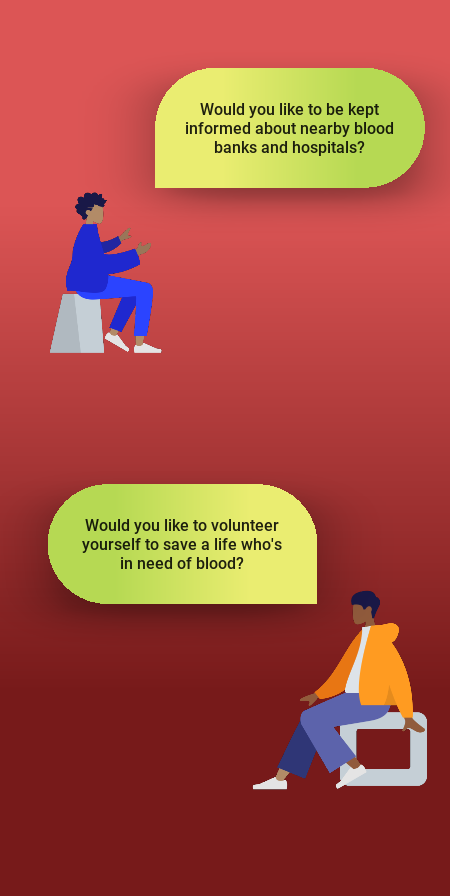 Would you like to be kept
informed about nearby blood
banks and hospitals?
Would you like to volunteer
yourself to save a life who's
in need of blood?